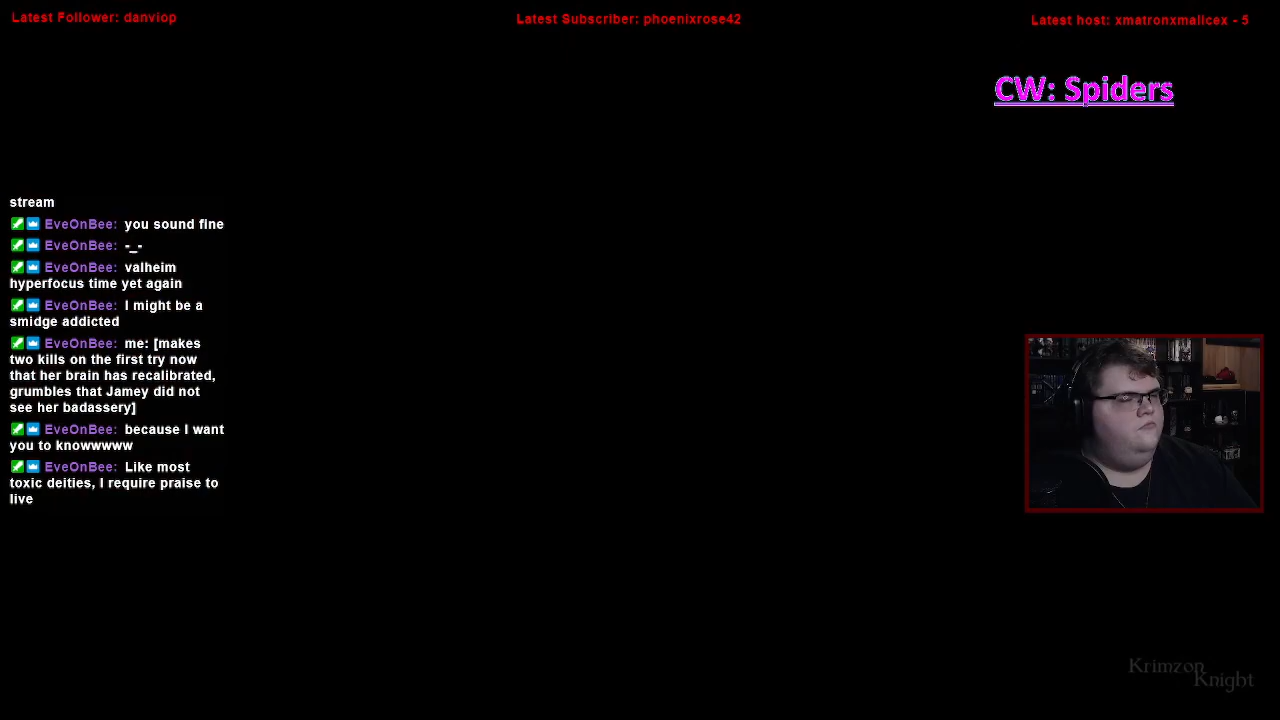 Latest Follower: danviop
Latest Subscriber: phoenixrose42
Latest host: xmatronxmalicex - 5
CW: Spiders
stream
EveOnBee: you sound fine
EveOnBee: -_-
EveOnBee: valheim
hyperfocus time yet again
EveOnBee: I might be a
smidge addicted
EveOnBee: me: [makes
two kills on the first try now
that her brain has recalibrated,
grumbles that Jamey did not
see her badassery]
EveOnBee: because I want
you to knowwwww
EveOnBee: Like most
toxic deities, I require praise to
live
Krimzon
Knight